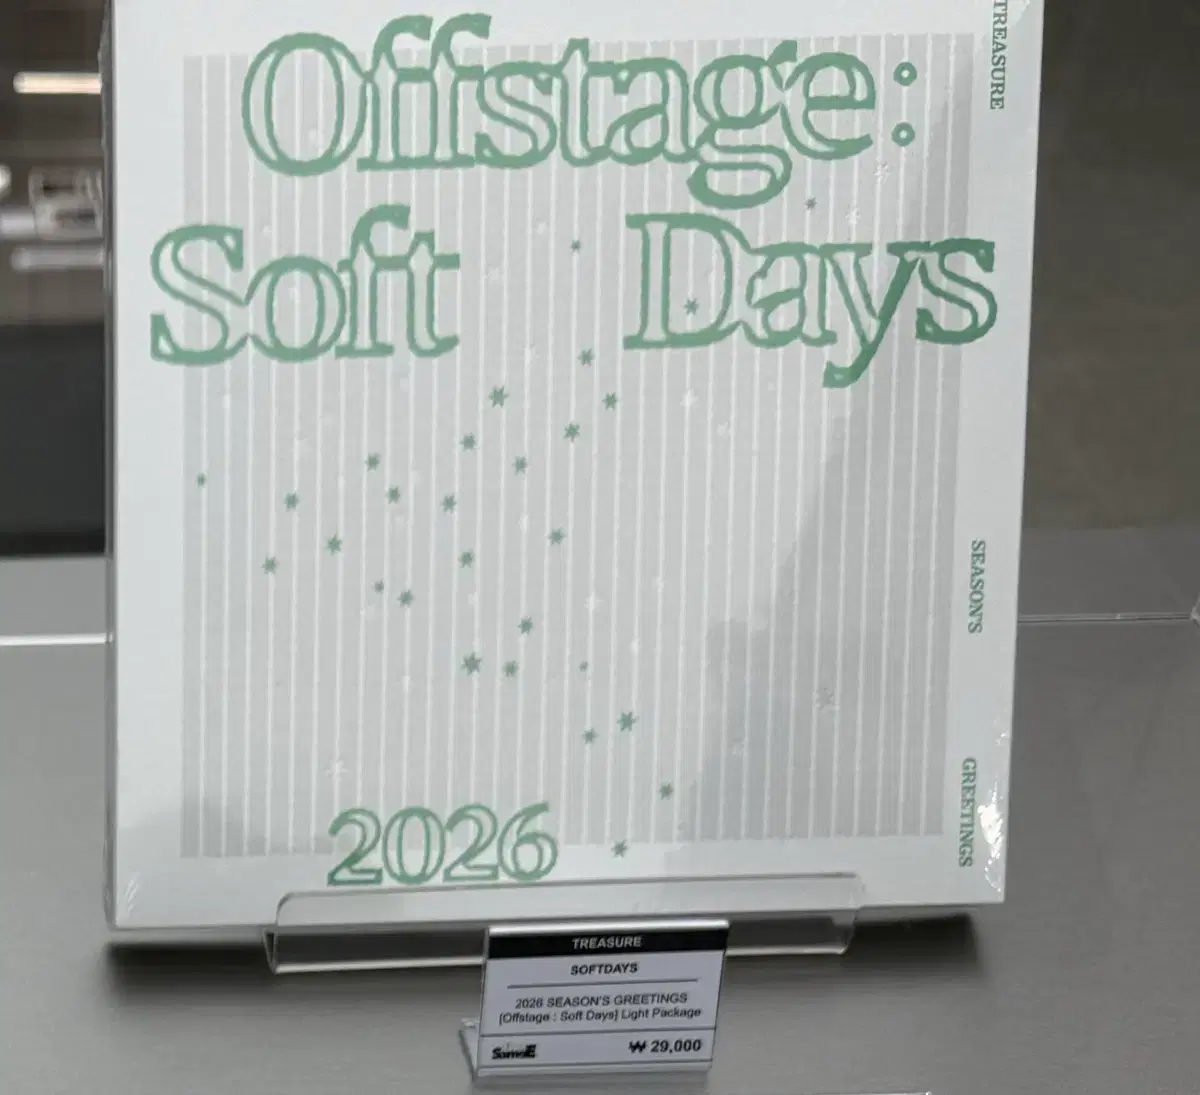 Offstage:
Soft Days
2026
TREASURE
SEASON'S
GREETINGS
TREASURE
SOFTDAYS
2026 SEASON'S GREETINGS
[Offstage : Soft Days] Light Package
₩ 29,000